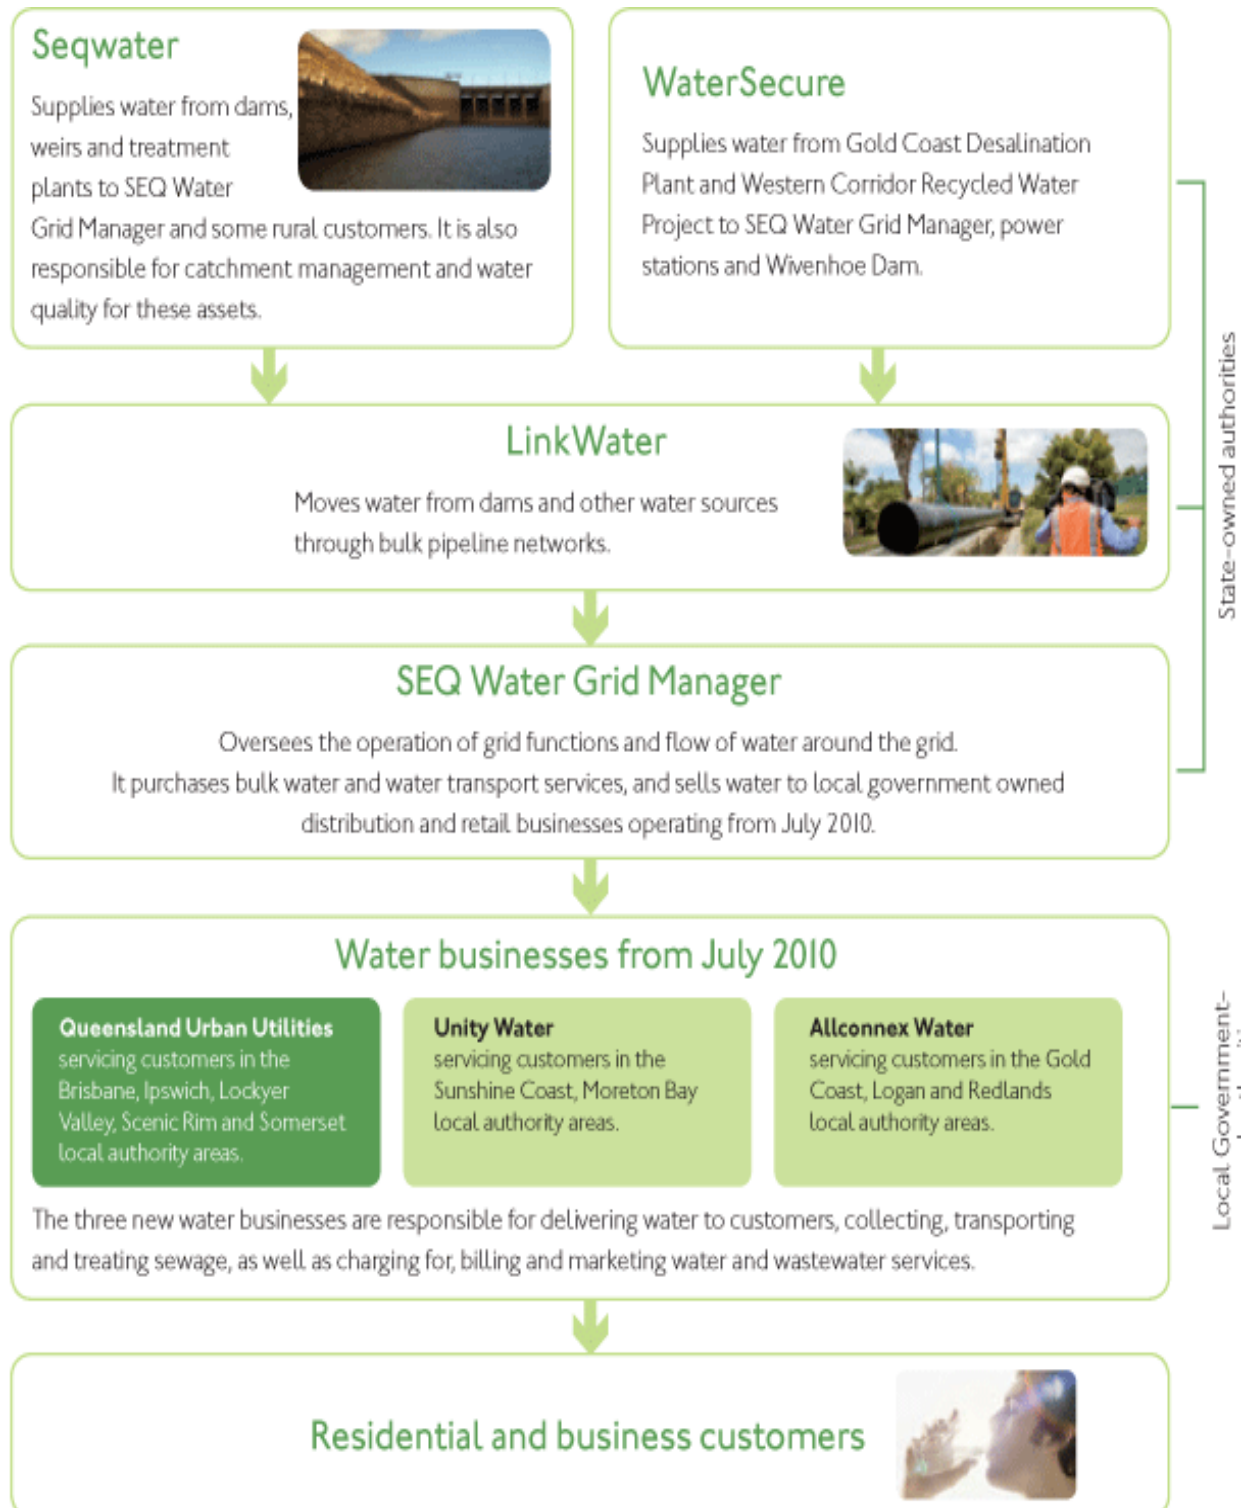 Seqwater
Supplies water from dams,
weirs and treatment
plants to SEQ Water
Grid Manager and some rural customers. It is also
responsible for catchment management and water
quality for these assets.
WaterSecure
Supplies water from Gold Coast Desalination
Plant and Western Corridor Recycled Water
Project to SEQ Water Grid Manager, power
stations and Wivenhoe Dam.
LinkWater
Moves water from dams and other water sources
through bulk pipeline networks.
SEQ Water Grid Manager
Oversees the operation of grid functions and flow of water around the grid.
It purchases bulk water and water transport services, and sells water to local government owned
distribution and retail businesses operating from July 2010.
State-owned authorities
Water businesses from July 2010
Queensland Urban Utilities
servicing customers in the
Brisbane, Ipswich, Lockyer
Valley, Scenic Rim and Somerset
local authority areas.
Unity Water
servicing customers in the
Sunshine Coast, Moreton Bay
local authority areas.
Allconnex Water
servicing customers in the Gold
Coast, Logan and Redlands
local authority areas.
The three new water businesses are responsible for delivering water to customers, collecting, transporting
and treating sewage, as well as charging for, billing and marketing water and wastewater services.
Local Government-
Residential and business customers